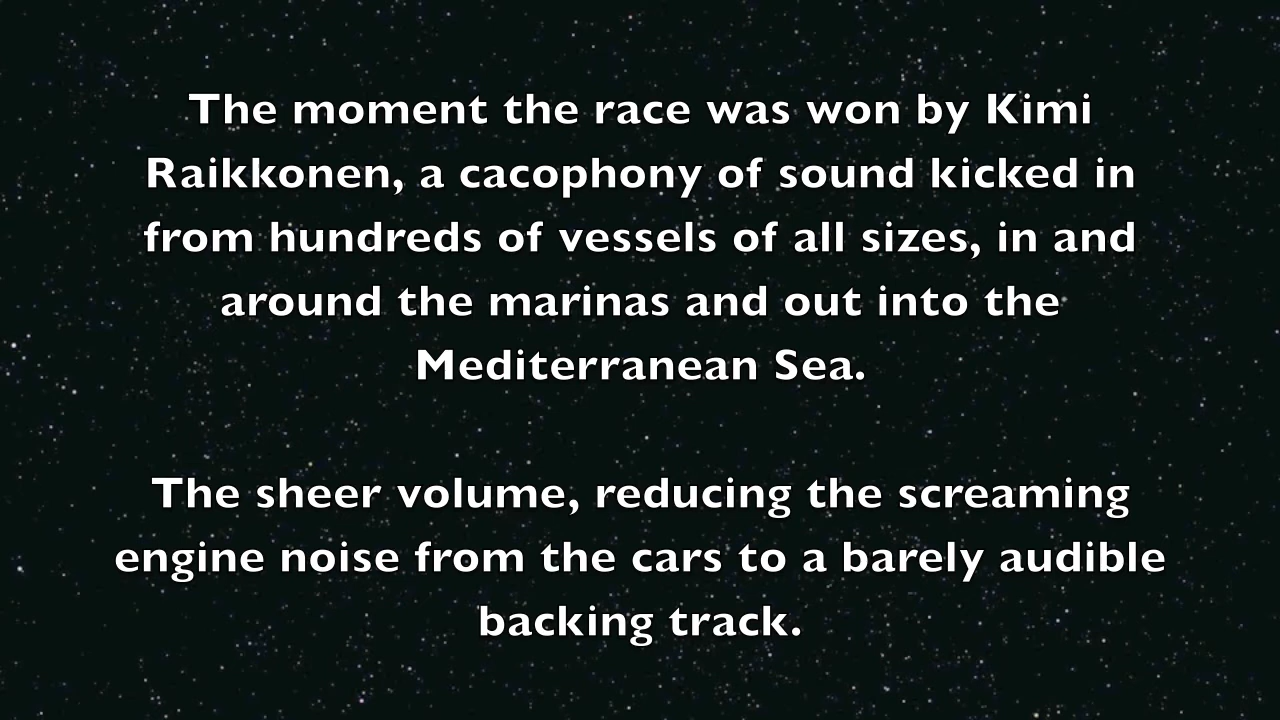 The moment the race was won by Kimi
Raikkonen, a cacophony of sound kicked in
from hundreds of vessels of all sizes, in and
around the marinas and out into the
Mediterranean Sea.
The sheer volume, reducing the screaming
engine noise from the cars to a barely audible
backing track.